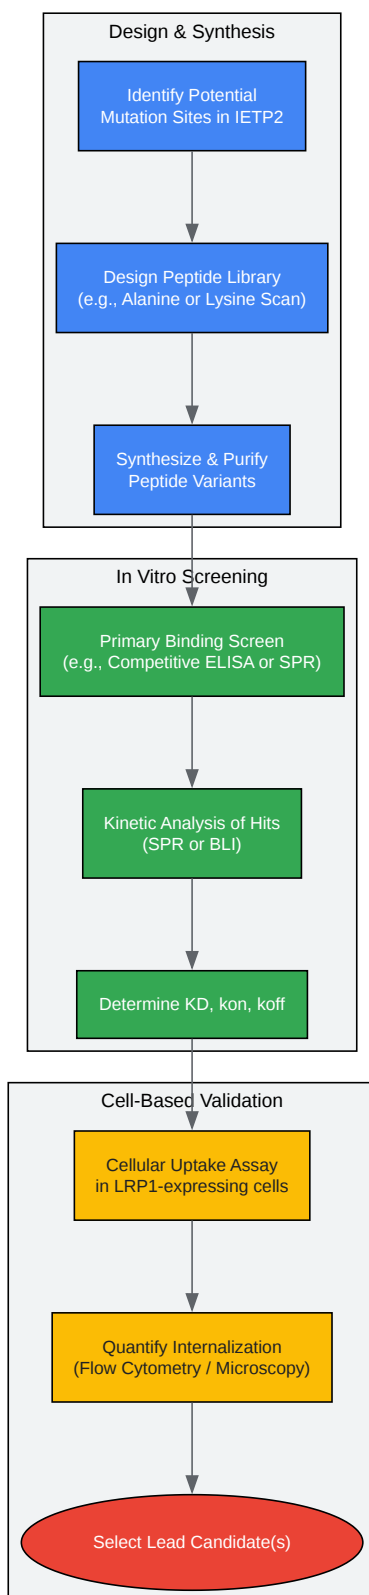 Design & Synthesis
Identify Potential
Mutation Sites in IETP2
Design Peptide Library
(e.g., Alanine or Lysine Scan)
Synthesize & Purify
Peptide Variants
In Vitro Screening
Primary Binding Screen
(e.g., Competitive ELISA or SPR)
Kinetic Analysis of Hits
(SPR or BLI)
Determine KD, kon, koff
Cell-Based Validation
Cellular Uptake Assay
in LRP1-expressing cells
Quantify Internalization
(Flow Cytometry / Microscopy)
Select Lead Candidate(s)